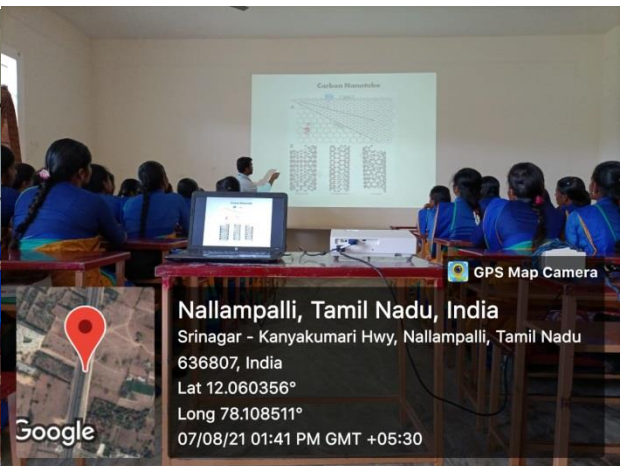 Carbon Nanotube
GPS Map Camera
Nallampalli, Tamil Nadu, India
Srinagar - Kanyakumari Hwy, Nallampalli, Tamil Nadu
636807, India
Lat 12.060356°
Long 78.108511°
07/08/21 01:41 PM GMT +05:30
Google